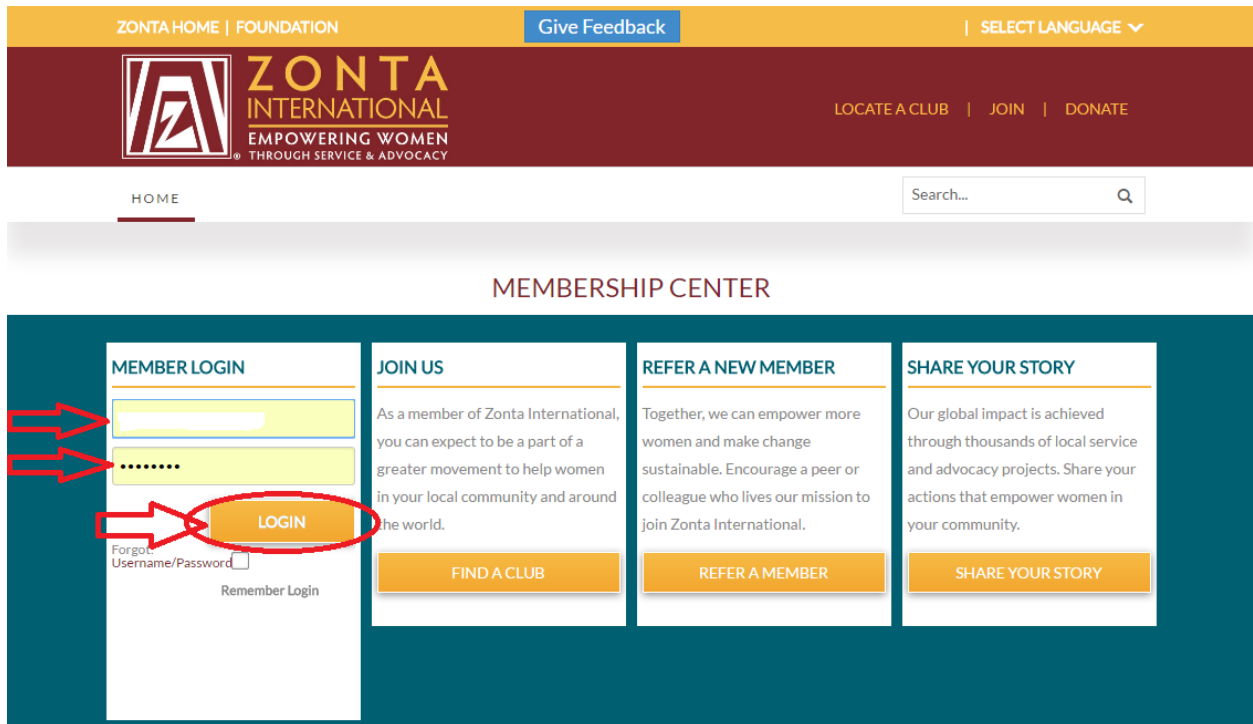 ZONTA HOME | FOUNDATION
Give Feedback
| SELECT LANGUAGE
Z
ZONTA
INTERNATIONAL
EMPOWERING WOMEN
® THROUGH SERVICE & ADVOCACY
LOCATE A CLUB | JOIN | DONATE
HOME
Search...
MEMBERSHIP CENTER
MEMBER LOGIN
••••••••
LOGIN
Forgot:
Username/Password
Remember Login
JOIN US
As a member of Zonta International,
you can expect to be a part of a
greater movement to help women
in your local community and around
the world.
FIND A CLUB
REFER A NEW MEMBER
Together, we can empower more
women and make change
sustainable. Encourage a peer or
colleague who lives our mission to
join Zonta International.
REFER A MEMBER
SHARE YOUR STORY
Our global impact is achieved
through thousands of local service
and advocacy projects. Share your
actions that empower women in
your community.
SHARE YOUR STORY